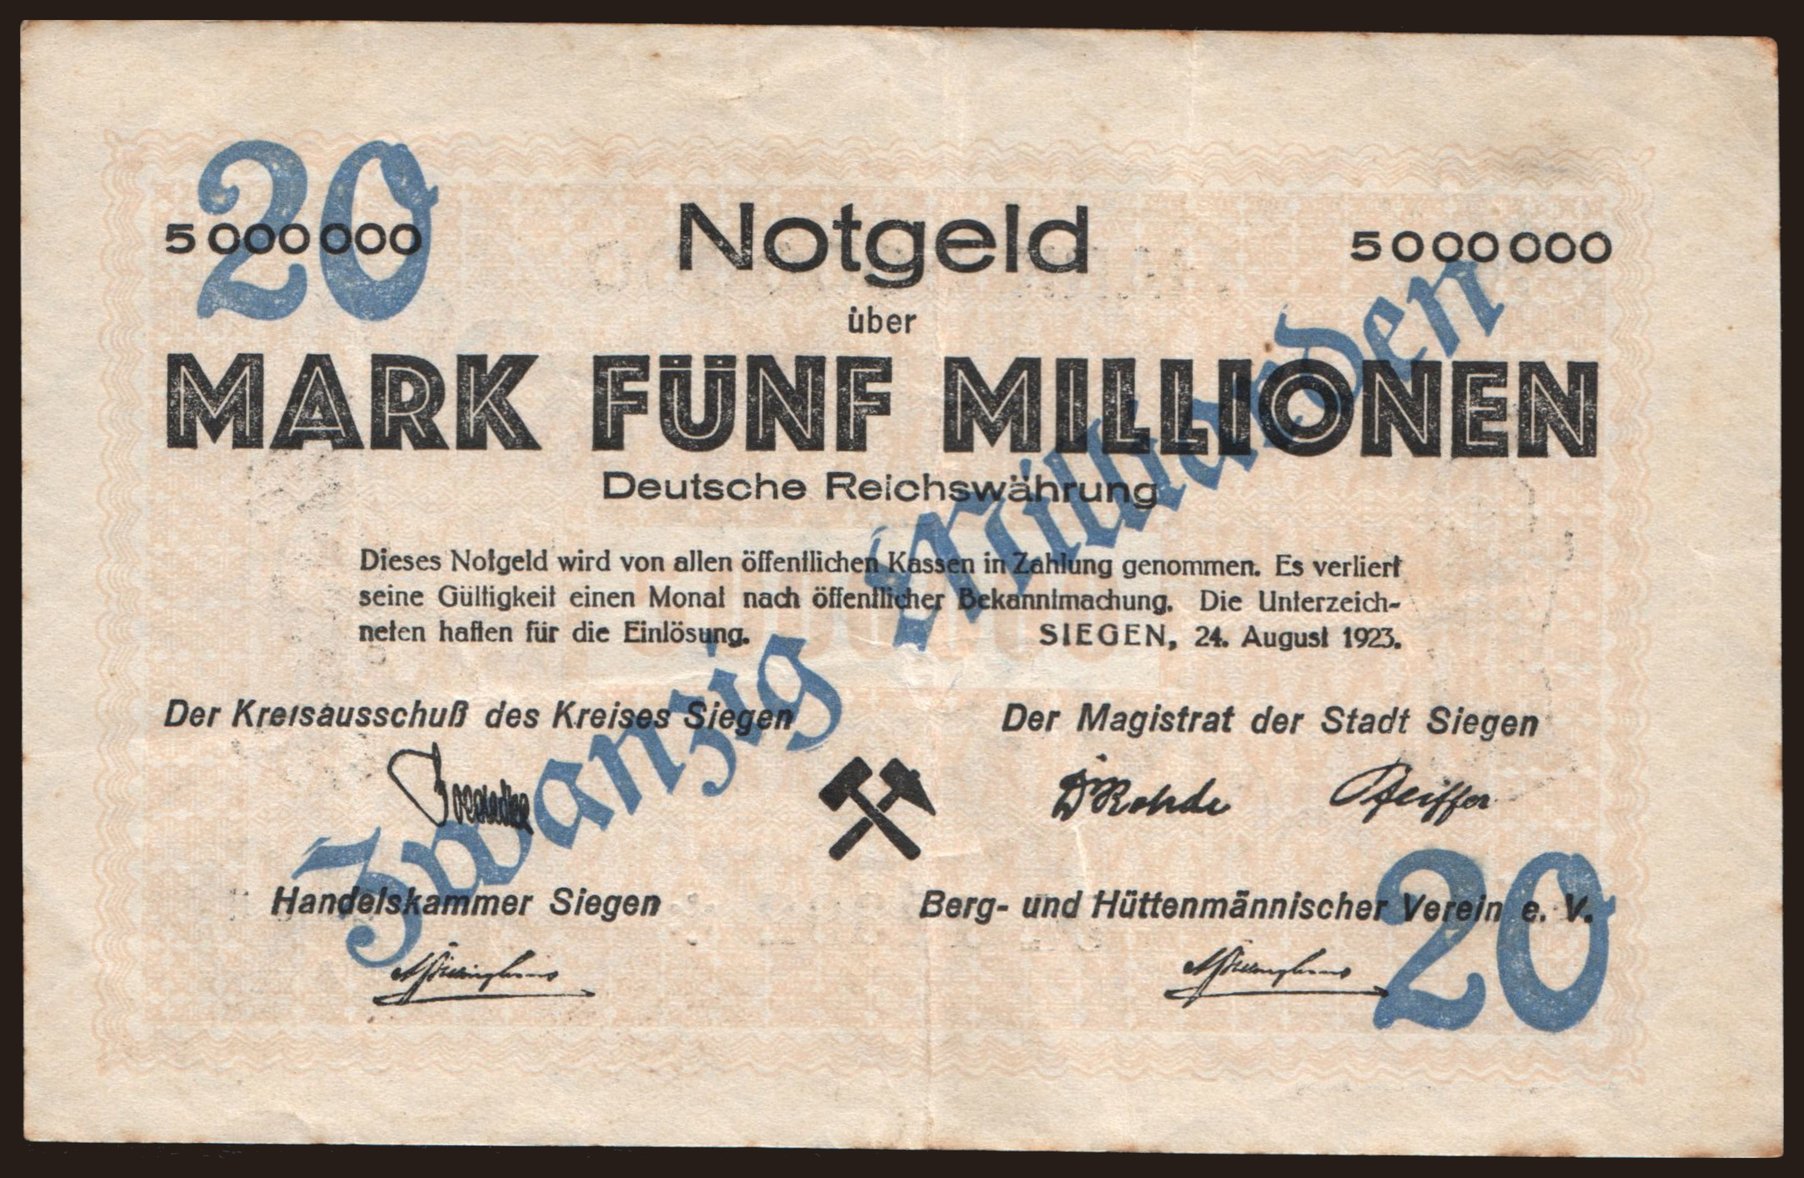 20
5000000
Notgeld
5000000
über
MARK FÜNF MILLIONEN
Deutsche Reichswährung
Dieses Notgeld wird von allen öffentlichen Kassen in Zahlung genommen. Es verliert
seine Gültigkeit einen Monat nach öffentlicher Bekanntmachung. Die Unterzeich-
neten haften für die Einlösung. SIEGEN, 24. August 1923.
Zwanzig Milliarden
Der Kreisausschuß des Kreises Siegen
Der Magistrat der Stadt Siegen
Dr Rohde
Pfeiffer
Handelskammer Siegen
Berg- und Hüttenmännischer Verein e. V.
20